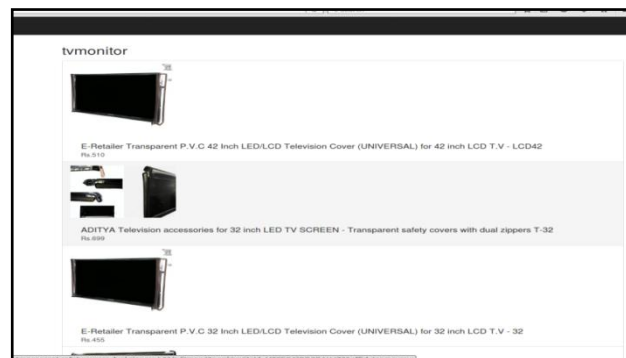 tvmonitor
E-Retailer Transparent P.V.C 42 Inch LED/LCD Television Cover (UNIVERSAL) for 42 inch LCD T.V - LCD42
Rs.510
ADITYA Television accessories for 32 inch LED TV SCREEN - Transparent safety covers with dual zippers T-32
Rs.699
E-Retailer Transparent P.V.C 32 Inch LED/LCD Television Cover (UNIVERSAL) for 32 inch LCD T.V - 32
Rs.455